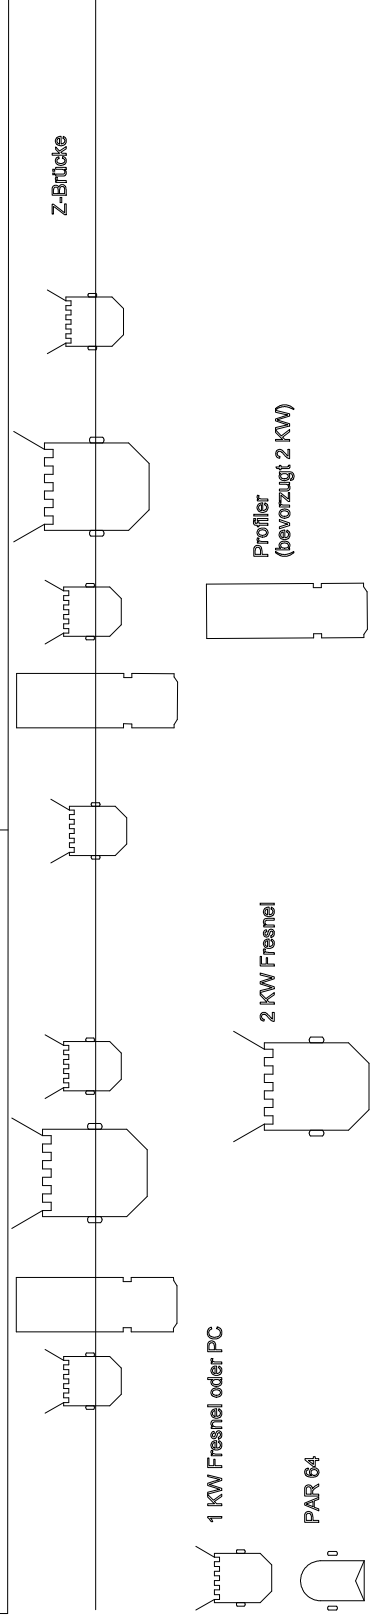 Z-Brücke
Profiler
(bevorzugt 2 KW)
2 KW Fresnel
1 KW Fresnel oder PC
PAR 64